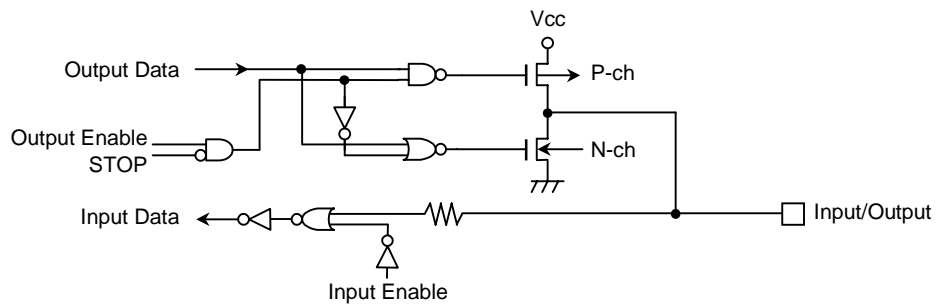 Vcc
Output Data
P-ch
Output Enable
STOP
N-ch
Input Data
Input/Output
Input Enable